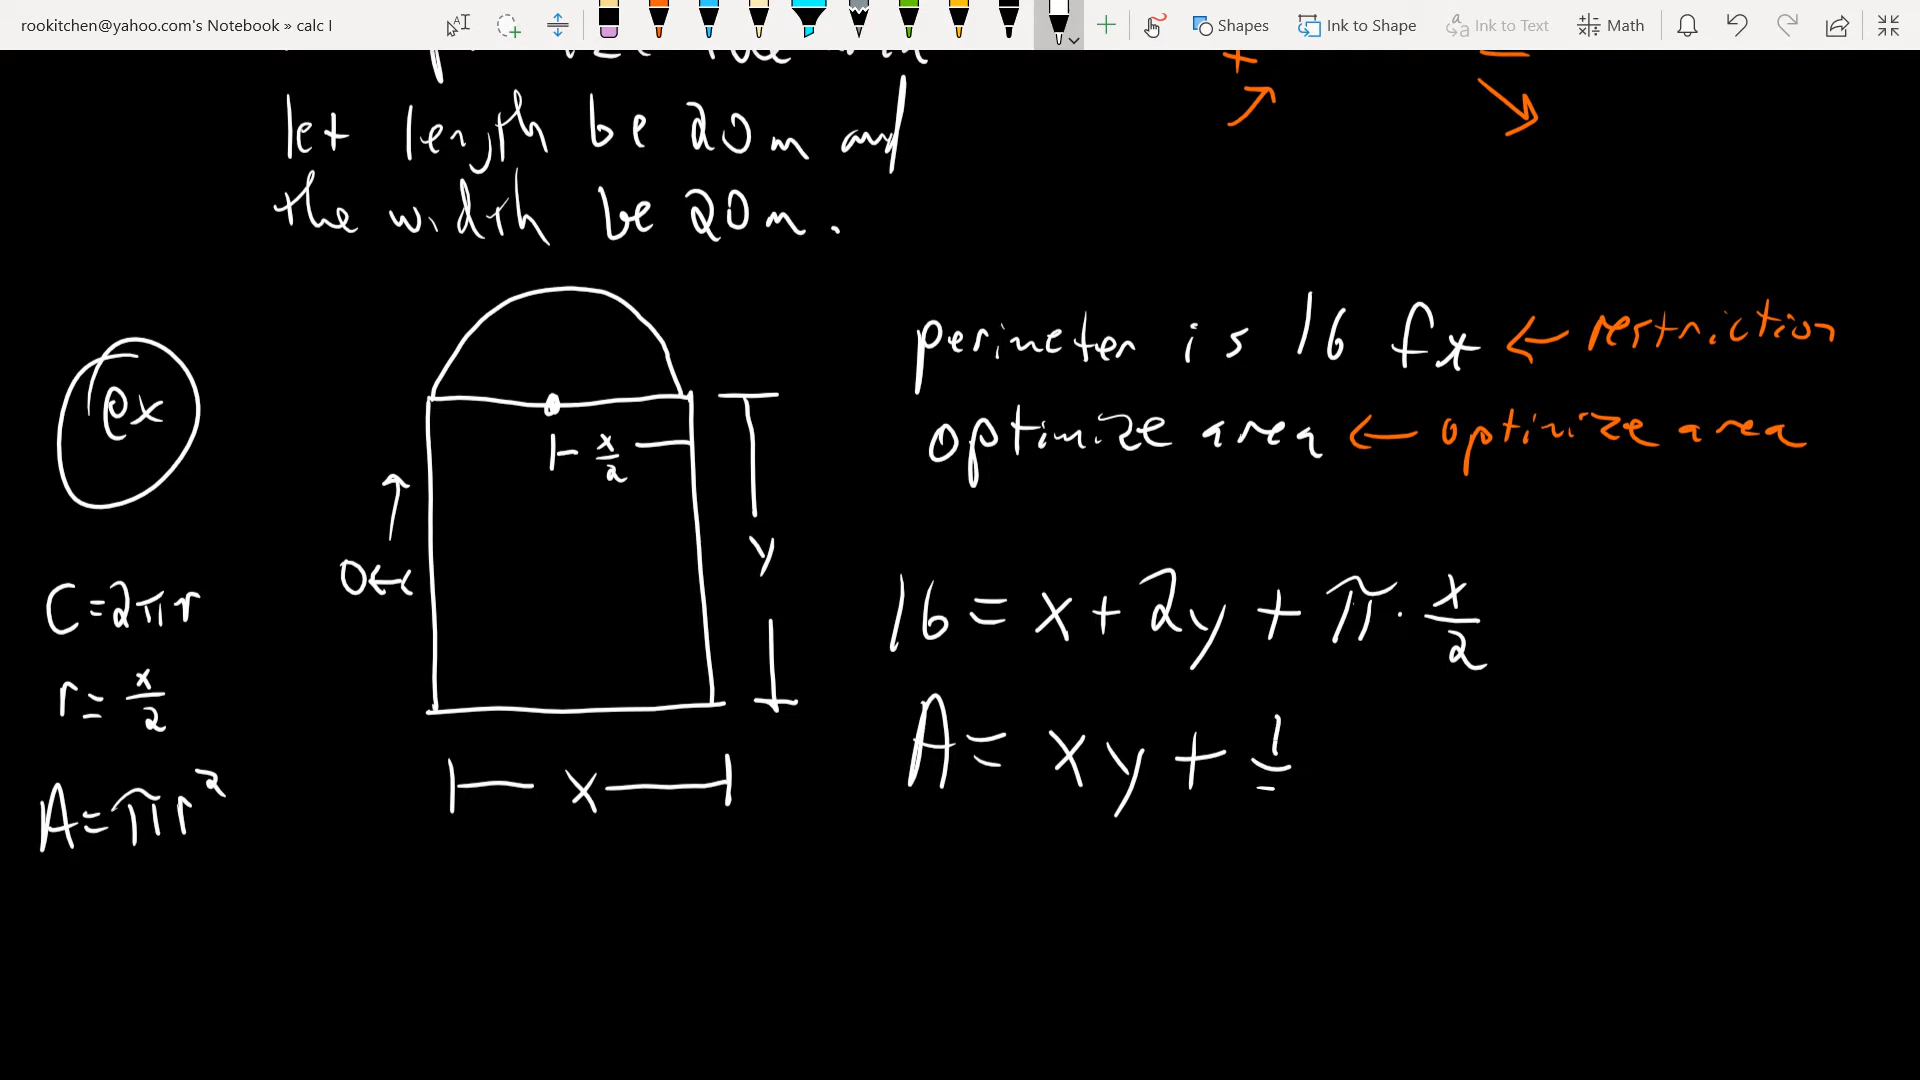 rookitchen@yahoo.com's Notebook » calc I
Shapes
Ink to Shape
Ink to Text
Math
+
−
let length be 20 m and
the width be 20 m.
ex
perimeter is 16 ft ← restriction
optimize area ← optimize area
x/2
y
x
C=2πr
r= x/2
A=πr²
16 = x + 2y + π · x/2
A = xy + 1